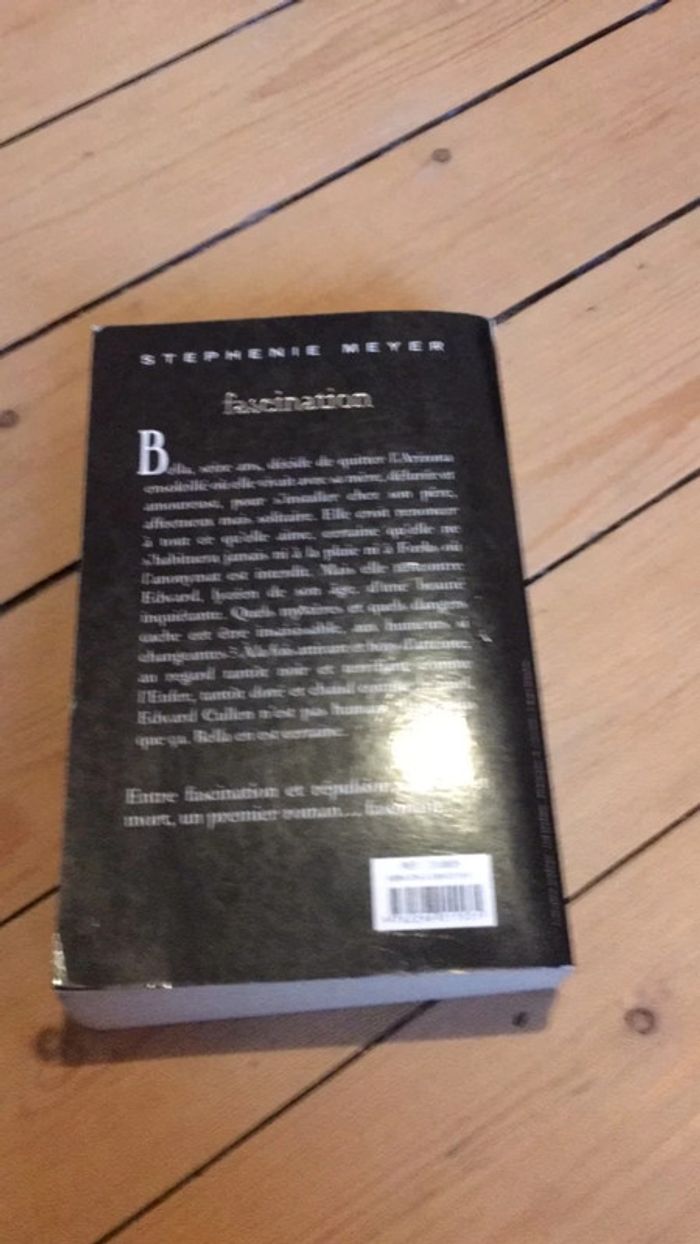 STEPHENIE MEYER
fascination
Bella, seize ans, décide de quitter l'Arizona
ensoleillé où elle vivait avec sa mère, délurée et
amoureuse, pour s'installer chez son père,
affectueux mais solitaire. Elle croit renoncer
à tout ce qu'elle aime, certaine qu'elle ne
s'habituera jamais ni à la pluie ni à Forks où
l'anonymat est interdit. Mais elle rencontre
Edward, lycéen de son âge, d'une beauté
inquiétante. Quels mystères et quels dangers
cache cet être insaisissable, aux humeurs si
changeantes ? À la fois attirant et hors d'atteinte,
au regard tantôt noir et terrifiant comme
l'Enfer, tantôt doré et chaud comme
Edward Cullen n'est pas humain.
que ça. Bella en est certaine.
Entre fascination et répulsion,
mort, un premier roman... fascinant.